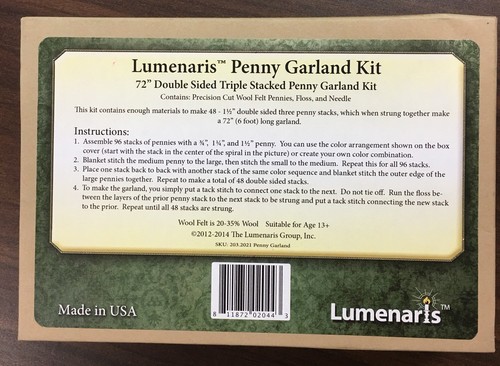 Lumenaris™ Penny Garland Kit
72" Double Sided Triple Stacked Penny Garland Kit
Contains: Precision Cut Wool Felt Pennies, Floss, and Needle
This kit contains enough materials to make 48 - 1½" double sided three penny stacks, which when strung together make
a 72" (6 foot) long garland.
Instructions:
1. Assemble 96 stacks of pennies with a ¾", 1¼", and 1½" penny. You can use the color arrangement shown on the box
cover (start with the stack in the center of the spiral in the picture) or create your own color combination.
2. Blanket stitch the medium penny to the large, then stitch the small to the medium. Repeat this for all 96 stacks.
3. Place one stack back to back with another stack of the same color sequence and blanket stitch the outer edge of the
large pennies together. Repeat to make a total of 48 double sided stacks.
4. To make the garland, you simply put a tack stitch to connect one stack to the next. Do not tie off. Run the floss be-
tween the layers of the prior penny stack to the next stack to be strung and put a tack stitch connecting the new stack
to the prior. Repeat until all 48 stacks are strung.
Wool Felt is 20-35% Wool Suitable for Age 13+
©2012-2014 The Lumenaris Group, Inc.
SKU: 203.2021 Penny Garland
8 11872 02044 3
Made in USA
Lumenaris™